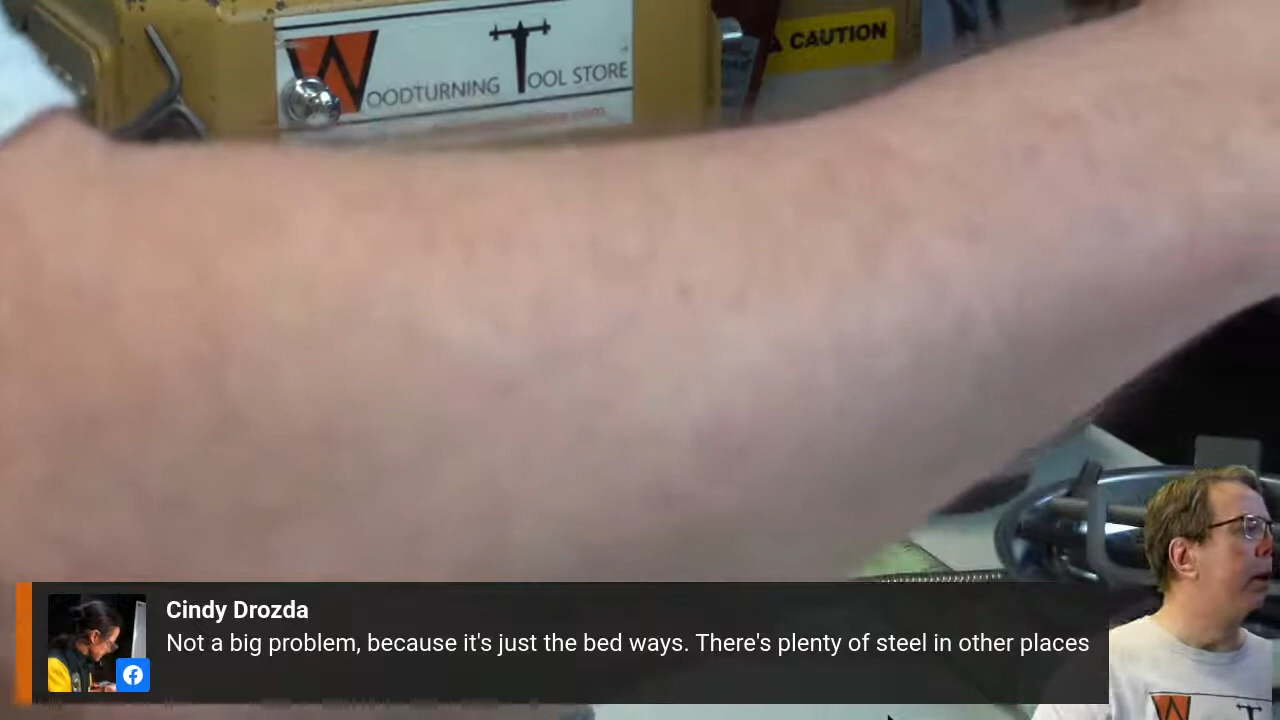 WOODTURNING TOOL STORE
CAUTION
Cindy Drozda
Not a big problem, because it's just the bed ways. There's plenty of steel in other places
W T